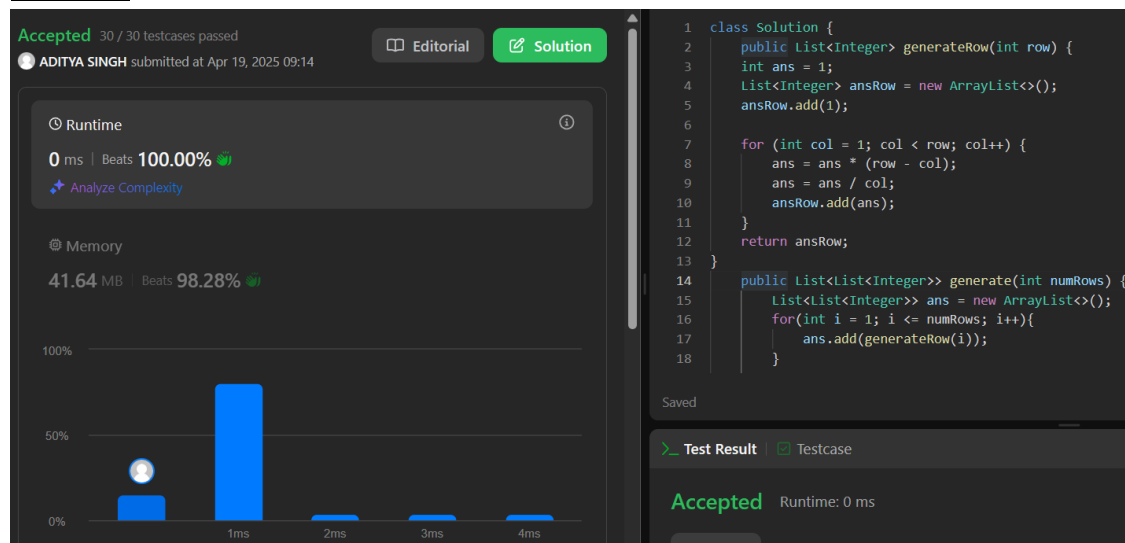 Accepted 30 / 30 testcases passed
Editorial
Solution
ADITYA SINGH submitted at Apr 19, 2025 09:14
Runtime
0 ms | Beats 100.00%
Analyze Complexity
Memory
41.64 MB | Beats 98.28%
100%
50%
0%
1ms 2ms 3ms 4ms
1 class Solution {
2 public List<Integer> generateRow(int row) {
3 int ans = 1;
4 List<Integer> ansRow = new ArrayList<>();
5 ansRow.add(1);
6
7 for (int col = 1; col < row; col++) {
8 ans = ans * (row - col);
9 ans = ans / col;
10 ansRow.add(ans);
11 }
12 return ansRow;
13 }
14 public List<List<Integer>> generate(int numRows) {
15 List<List<Integer>> ans = new ArrayList<>();
16 for(int i = 1; i <= numRows; i++){
17 ans.add(generateRow(i));
18 }
Saved
Test Result | Testcase
Accepted Runtime: 0 ms